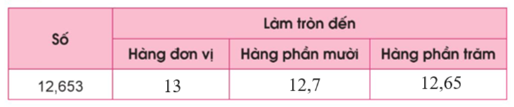 Số
Làm tròn đến
Hàng đơn vị Hàng phần mười Hàng phần trăm
12,653 13 12,7 12,65